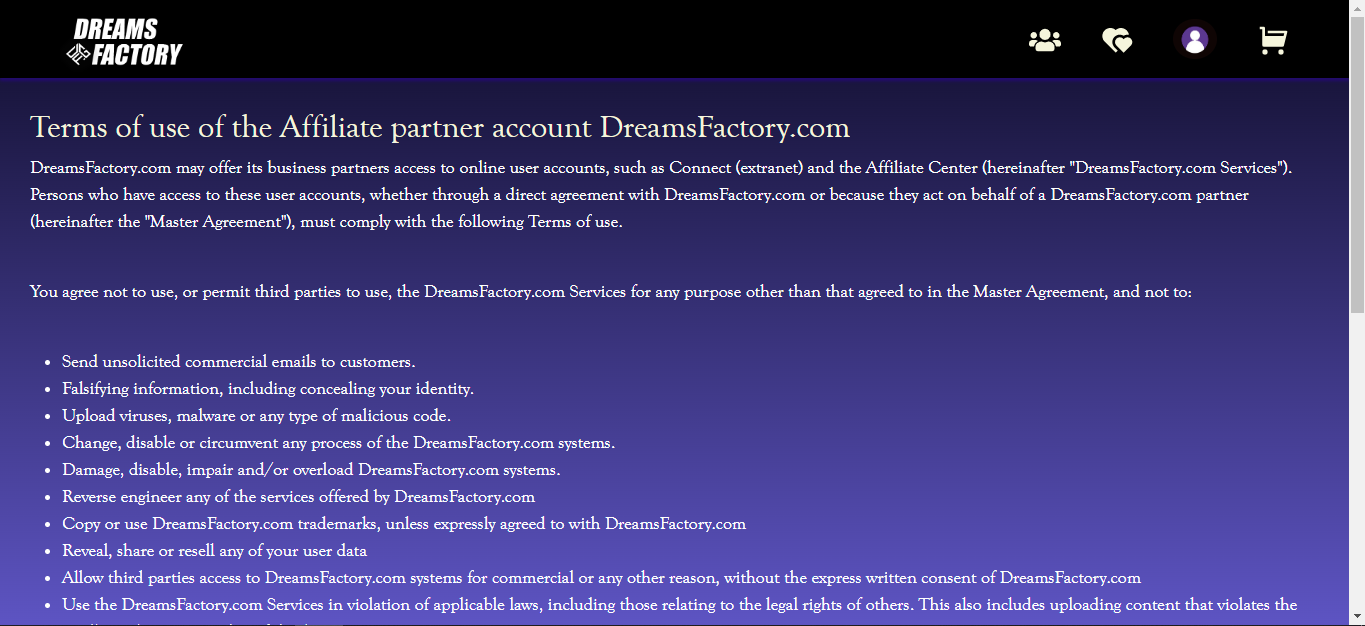 DREAMS
FACTORY
Terms of use of the Affiliate partner account DreamsFactory.com
DreamsFactory.com may offer its business partners access to online user accounts, such as Connect (extranet) and the Affiliate Center (hereinafter "DreamsFactory.com Services").
Persons who have access to these user accounts, whether through a direct agreement with DreamsFactory.com or because they act on behalf of a DreamsFactory.com partner
(hereinafter the "Master Agreement"), must comply with the following Terms of use.
You agree not to use, or permit third parties to use, the DreamsFactory.com Services for any purpose other than that agreed to in the Master Agreement, and not to:
• Send unsolicited commercial emails to customers.
• Falsifying information, including concealing your identity.
• Upload viruses, malware or any type of malicious code.
• Change, disable or circumvent any process of the DreamsFactory.com systems.
• Damage, disable, impair and/or overload DreamsFactory.com systems.
• Reverse engineer any of the services offered by DreamsFactory.com
• Copy or use DreamsFactory.com trademarks, unless expressly agreed to with DreamsFactory.com
• Reveal, share or resell any of your user data
• Allow third parties access to DreamsFactory.com systems for commercial or any other reason, without the express written consent of DreamsFactory.com
• Use the DreamsFactory.com Services in violation of applicable laws, including those relating to the legal rights of others. This also includes uploading content that violates the